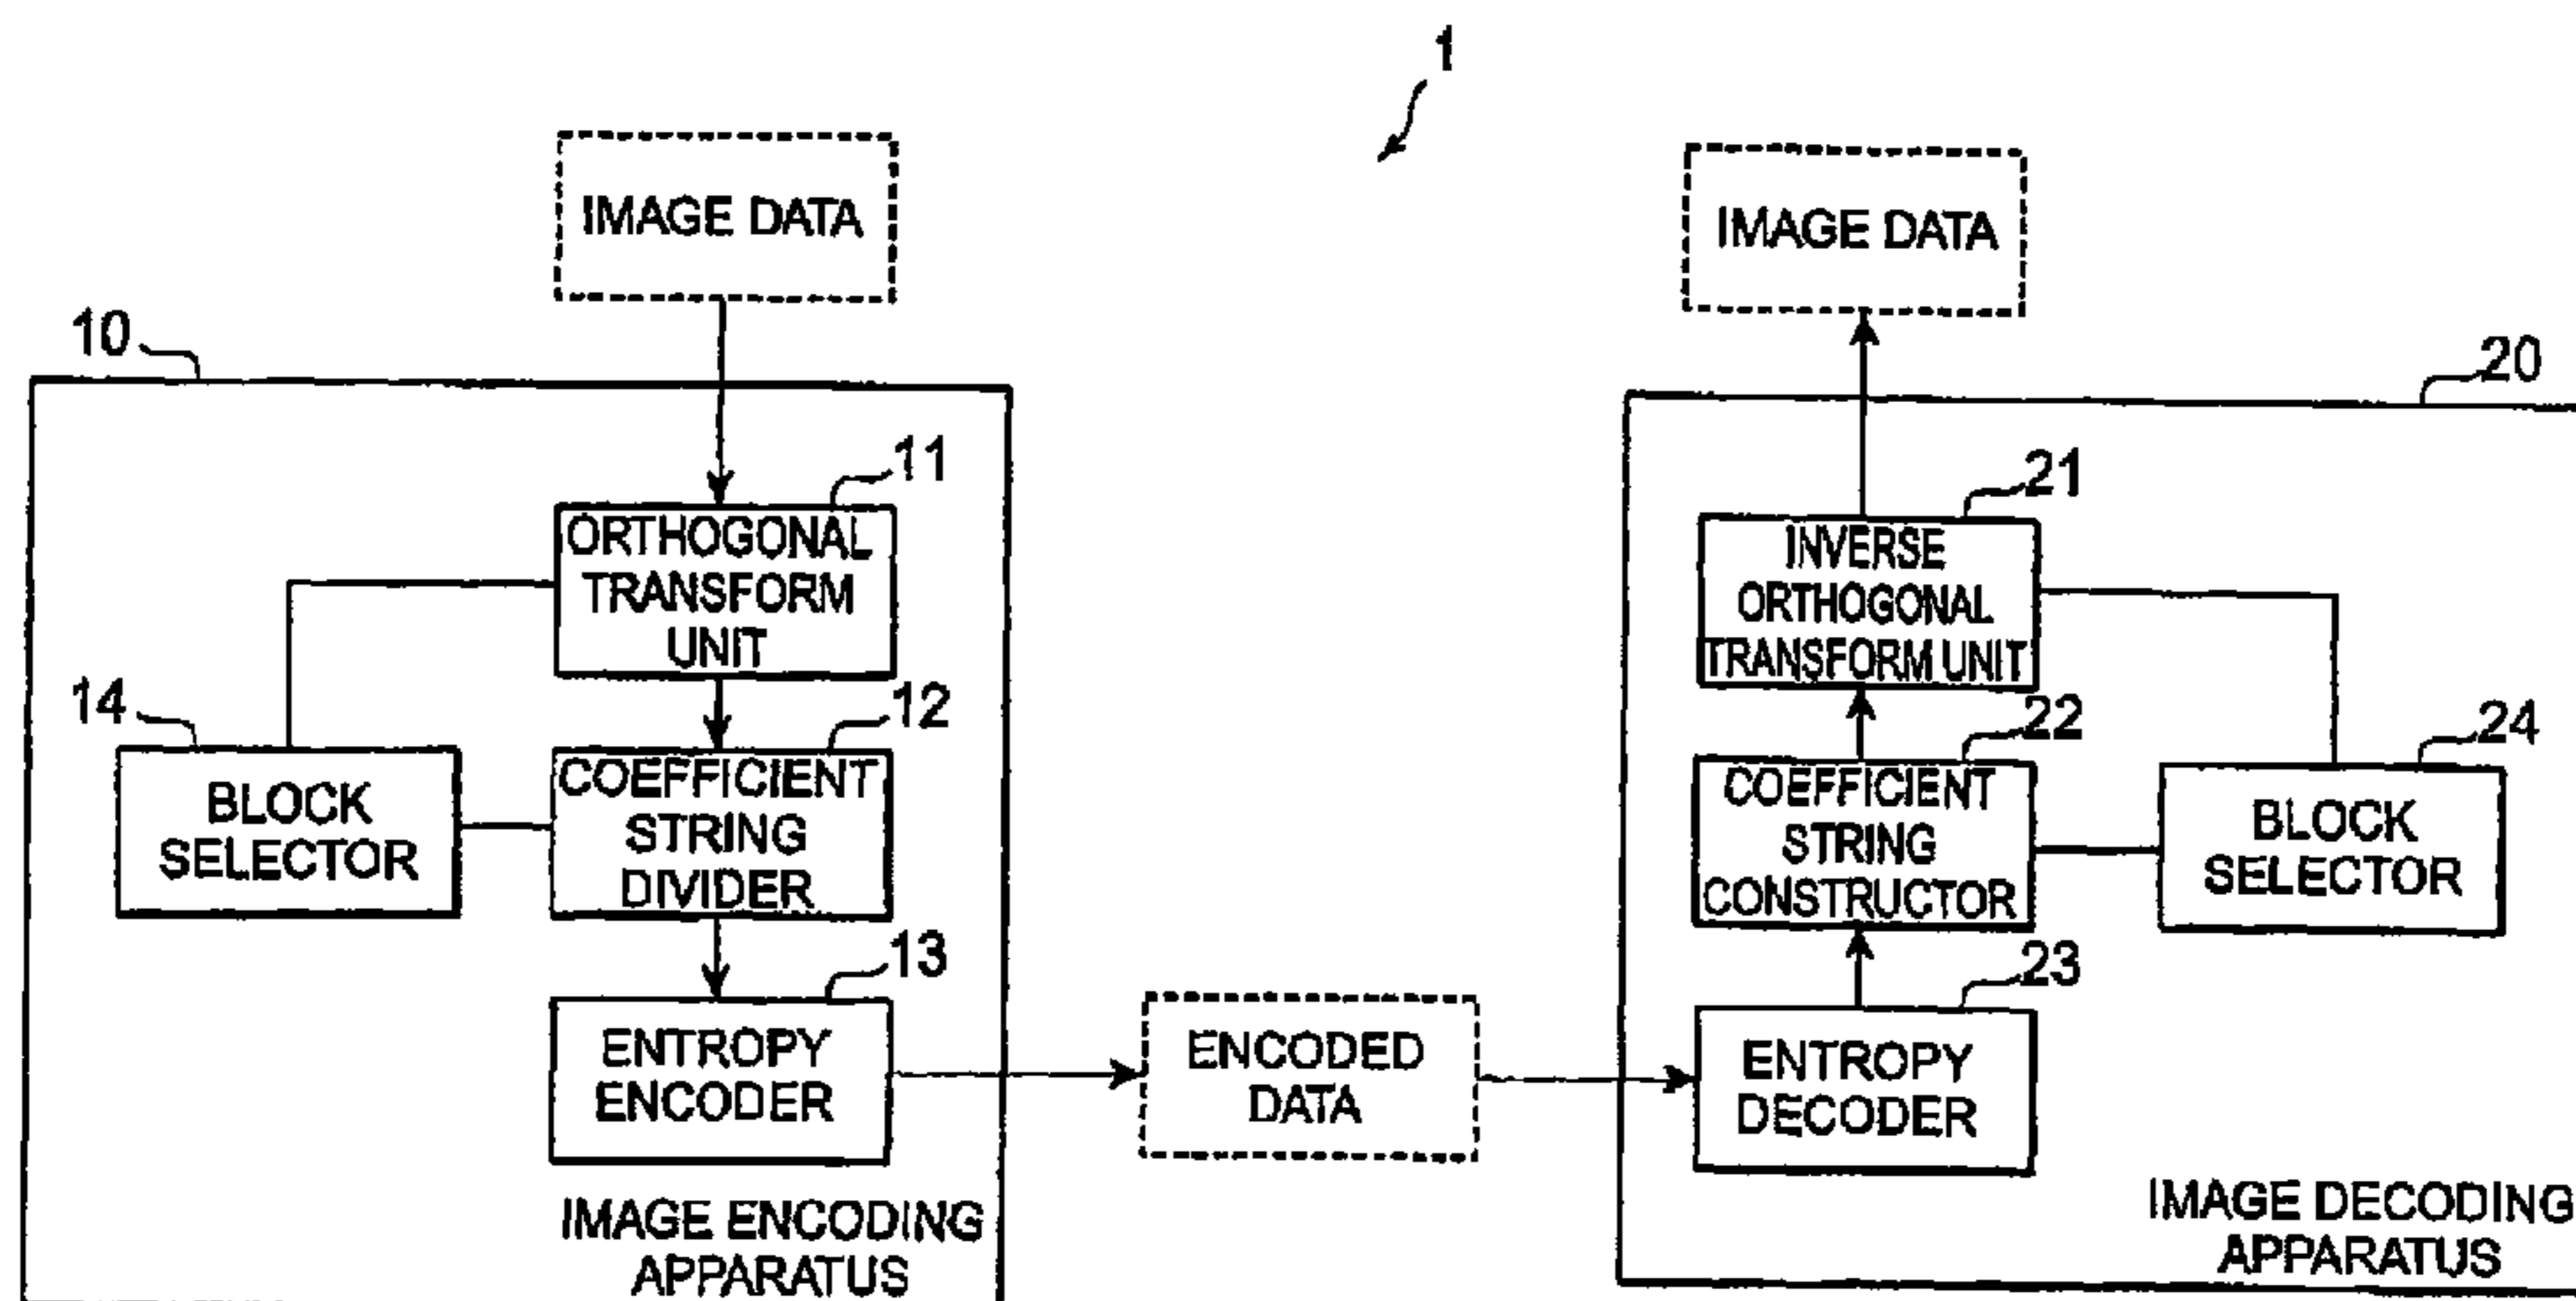 1
IMAGE DATA
10
11
ORTHOGONAL
TRANSFORM
UNIT
14
BLOCK
SELECTOR
12
COEFFICIENT
STRING
DIVIDER
13
ENTROPY
ENCODER
IMAGE ENCODING
APPARATUS
ENCODED
DATA
IMAGE DATA
20
21
INVERSE
ORTHOGONAL
TRANSFORM UNIT
22
COEFFICIENT
STRING
CONSTRUCTOR
24
BLOCK
SELECTOR
23
ENTROPY
DECODER
IMAGE DECODING
APPARATUS